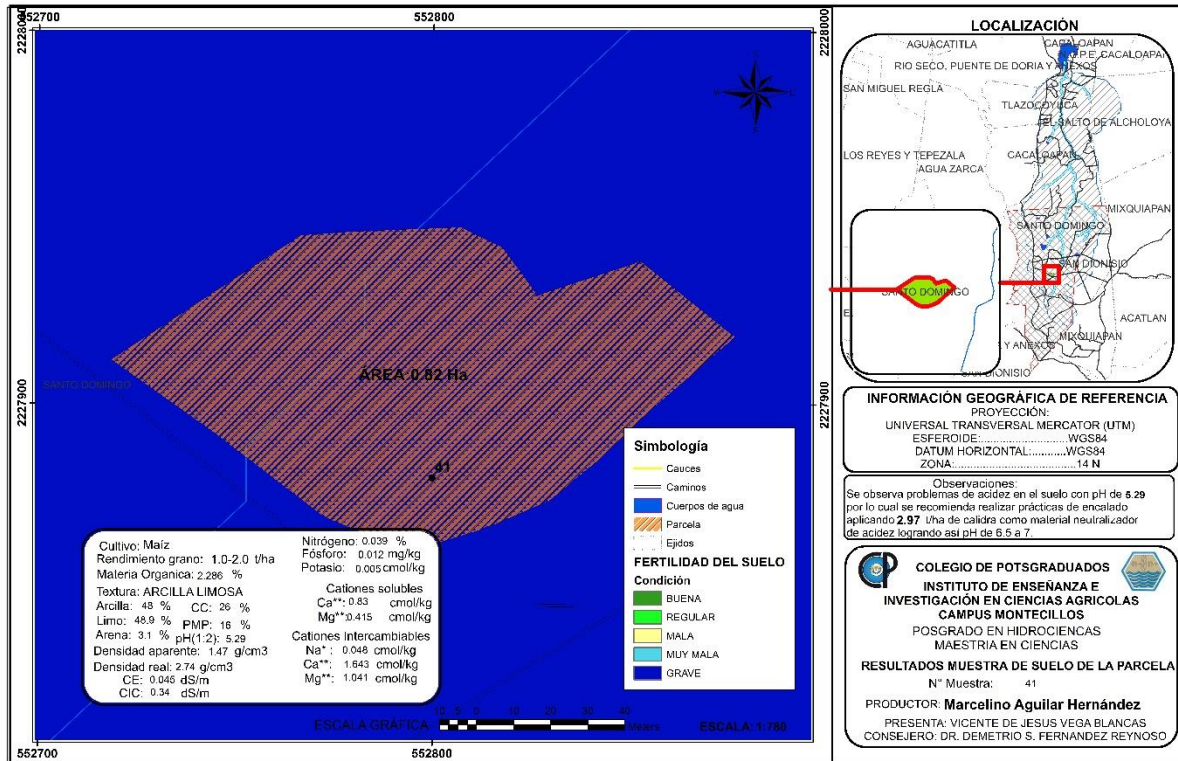 552700
552800
2228000
2228000
ÁREA:0.82 Ha
SANTO DOMINGO
2227900
2227900
41
Simbología
Cauces
Caminos
Cuerpos de agua
Parcela
Ejidos
FERTILIDAD DEL SUELO
Condición
BUENA
REGULAR
MALA
MUY MALA
GRAVE
Cultivo: Maíz
Rendimiento grano: 1.0-2.0 t/ha
Materia Organica: 2.286 %
Textura: ARCILLA LIMOSA
Arcilla: 48 % CC: 26 %
Limo: 48.9 % PMP: 16 %
Arena: 3.1 % pH(1:2): 5.29
Densidad aparente: 1.47 g/cm3
Densidad real: 2.74 g/cm3
CE: 0.045 dS/m
CIC: 0.34 dS/m
Nitrógeno: 0.039 %
Fósforo: 0.012 mg/kg
Potasio: 0.005 cmol/kg
Cationes solubles
Ca⁺⁺: 0.83 cmol/kg
Mg⁺⁺: 0.415 cmol/kg
Cationes Intercambiables
Na⁺: 0.046 cmol/kg
Ca⁺⁺: 1.643 cmol/kg
Mg⁺⁺: 1.041 cmol/kg
ESCALA GRÁFICA
10 5 0 10 20 30 40
Meters
ESCALA: 1:780
552700
552800
LOCALIZACIÓN
AGUACATITLA
CACALOAPAN
P.E. CACALOAPAN
RIO SECO, PUENTE DE DORIA Y ANEXOS
SAN MIGUEL REGLA
TLAZOCOYUCA
EL SALTO DE ALCHOLOYA
LOS REYES Y TEPEZALA
CACALOAPAN
AGUA ZARCA
MIXQUIAPAN
SANTO DOMINGO
SAN DIONISIO
SANTO DOMINGO
ACATLAN
MIXQUIAPAN
Y ANEXOS
SAN DIONISIO
INFORMACIÓN GEOGRÁFICA DE REFERENCIA
PROYECCIÓN:
UNIVERSAL TRANSVERSAL MERCATOR (UTM)
ESFEROIDE:..........................WGS84
DATUM HORIZONTAL:...........WGS84
ZONA:....................................14 N
Observaciones:
Se observa problemas de acidez en el suelo con pH de 5.29
por lo cual se recomienda realizar prácticas de encalado
aplicando 2.97 t/ha de calidra como material neutralizador
de acidez logrando así pH de 6.5 a 7.
COLEGIO DE POSTGRADUADOS
INSTITUTO DE ENSEÑANZA E
INVESTIGACIÓN EN CIENCIAS AGRICOLAS
CAMPUS MONTECILLOS
POSGRADO EN HIDROCIENCAS
MAESTRIA EN CIENCIAS
RESULTADOS MUESTRA DE SUELO DE LA PARCELA
N° Muestra: 41
PRODUCTOR: Marcelino Aguilar Hernández
PRESENTA: VICENTE DE JESUS VEGA BLANCAS
CONSEJERO: DR. DEMETRIO S. FERNANDEZ REYNOSO